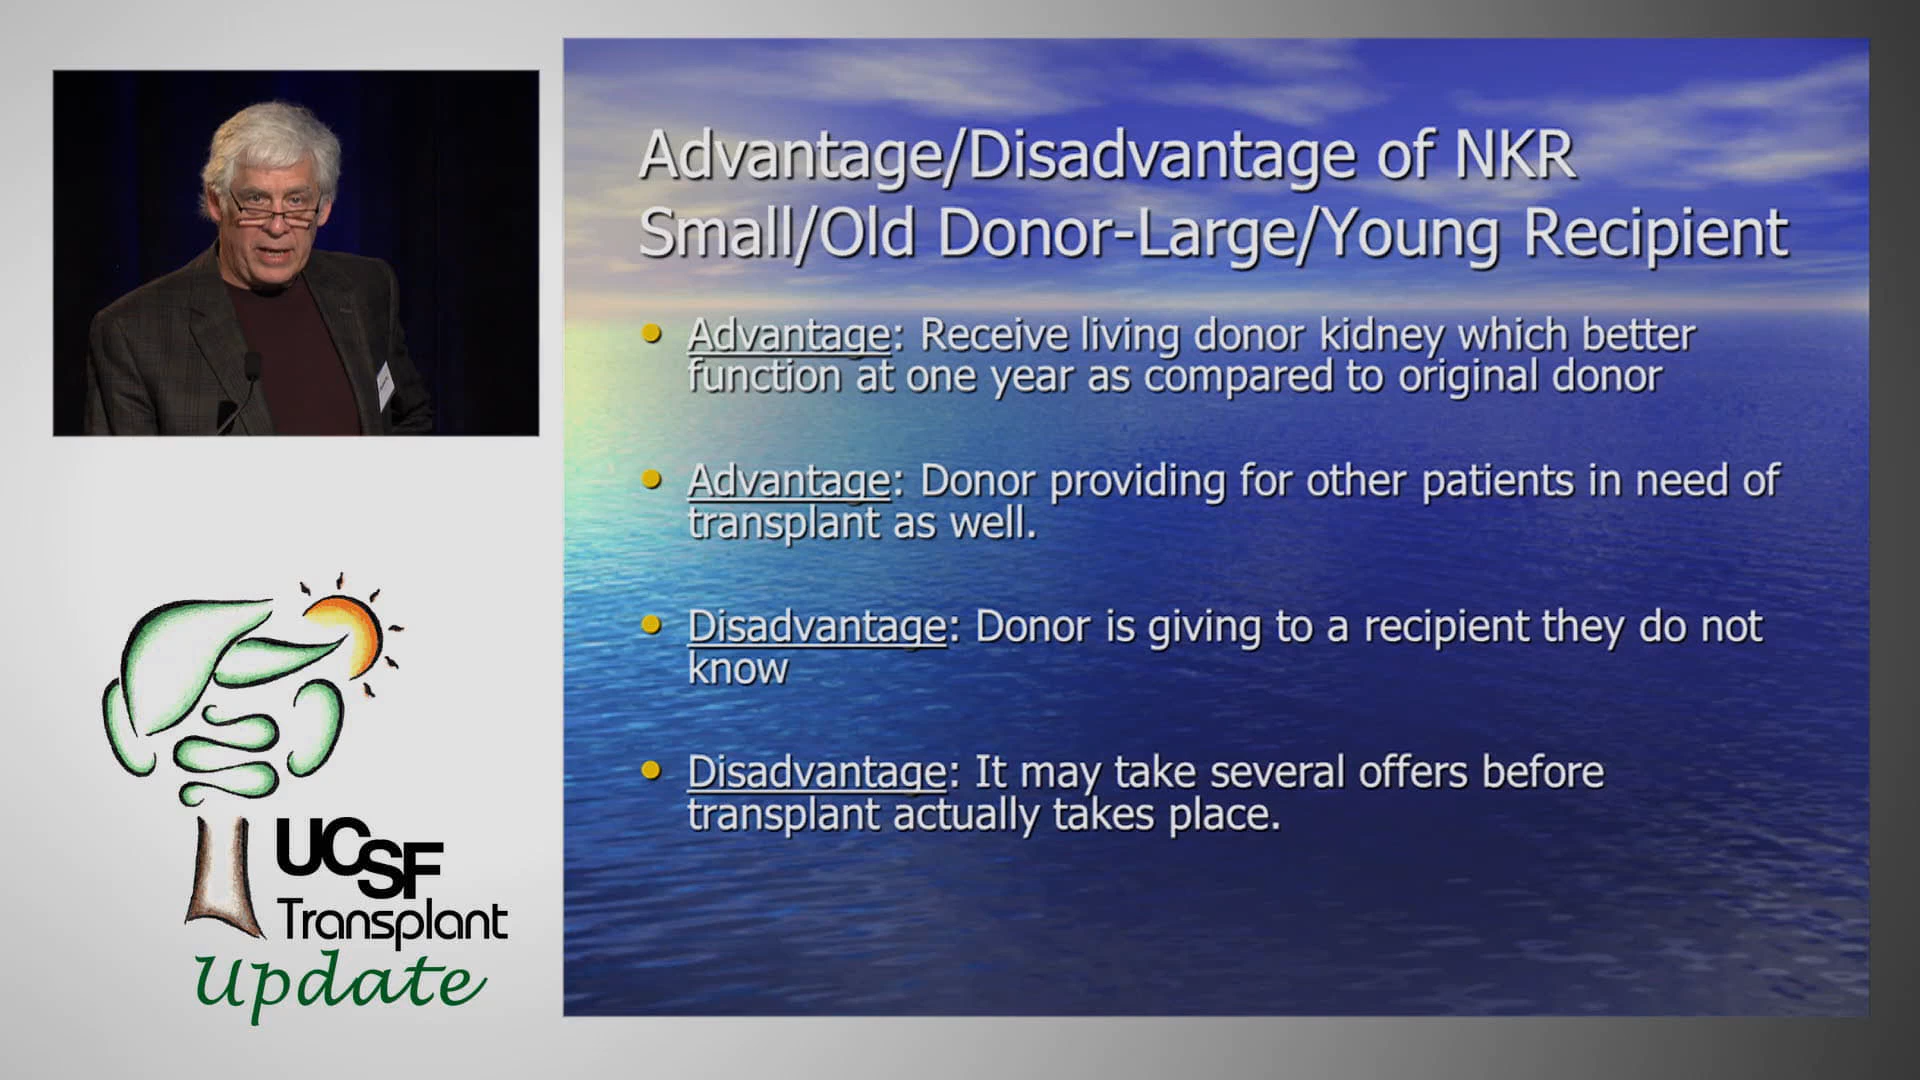 Advantage/Disadvantage of NKR
Small/Old Donor-Large/Young Recipient
• Advantage: Receive living donor kidney which better
function at one year as compared to original donor
• Advantage: Donor providing for other patients in need of
transplant as well.
• Disadvantage: Donor is giving to a recipient they do not
know
• Disadvantage: It may take several offers before
transplant actually takes place.
UCSF
Transplant
Update